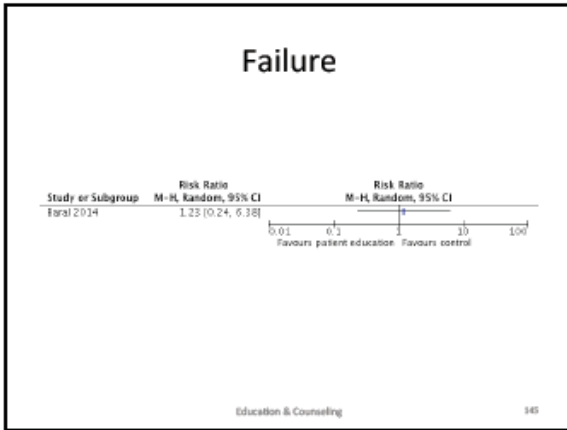 Failure
Risk Ratio Risk Ratio
Study or Subgroup M-H, Random, 95% CI M-H, Random, 95% CI
Baral 2014 1.23 [0.24, 6.38]
0.01 0.1 1 10 100
Favours patient education Favours control
Education & Counseling 145